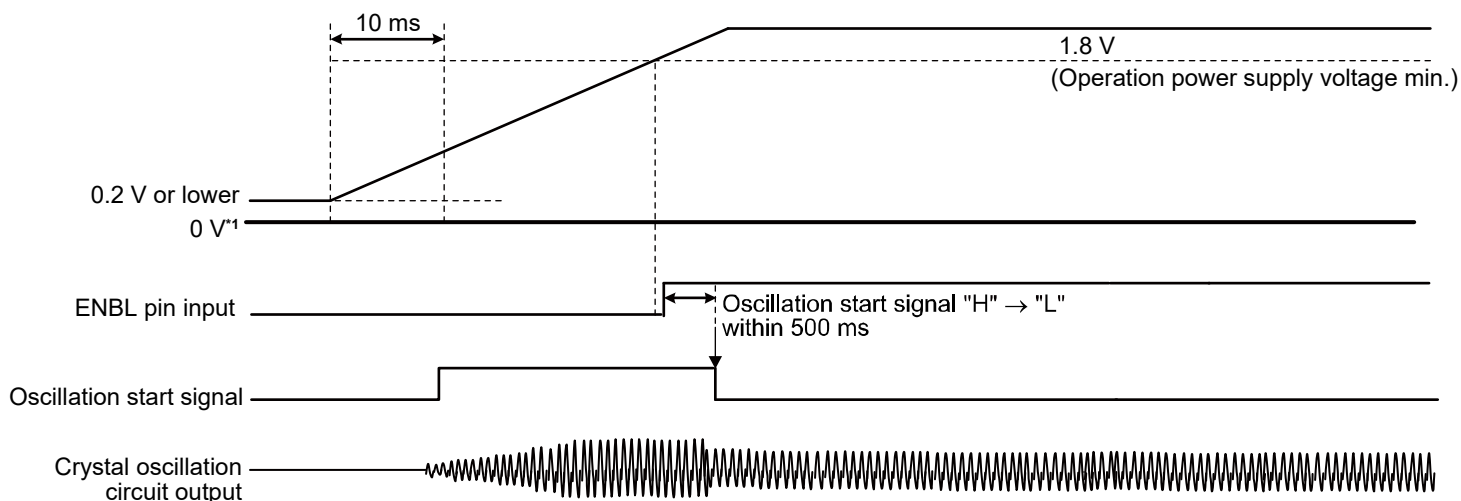 10 ms
1.8 V
(Operation power supply voltage min.)
0.2 V or lower
0 V*1
ENBL pin input
Oscillation start signal "H" → "L"
within 500 ms
Oscillation start signal
Crystal oscillation
circuit output